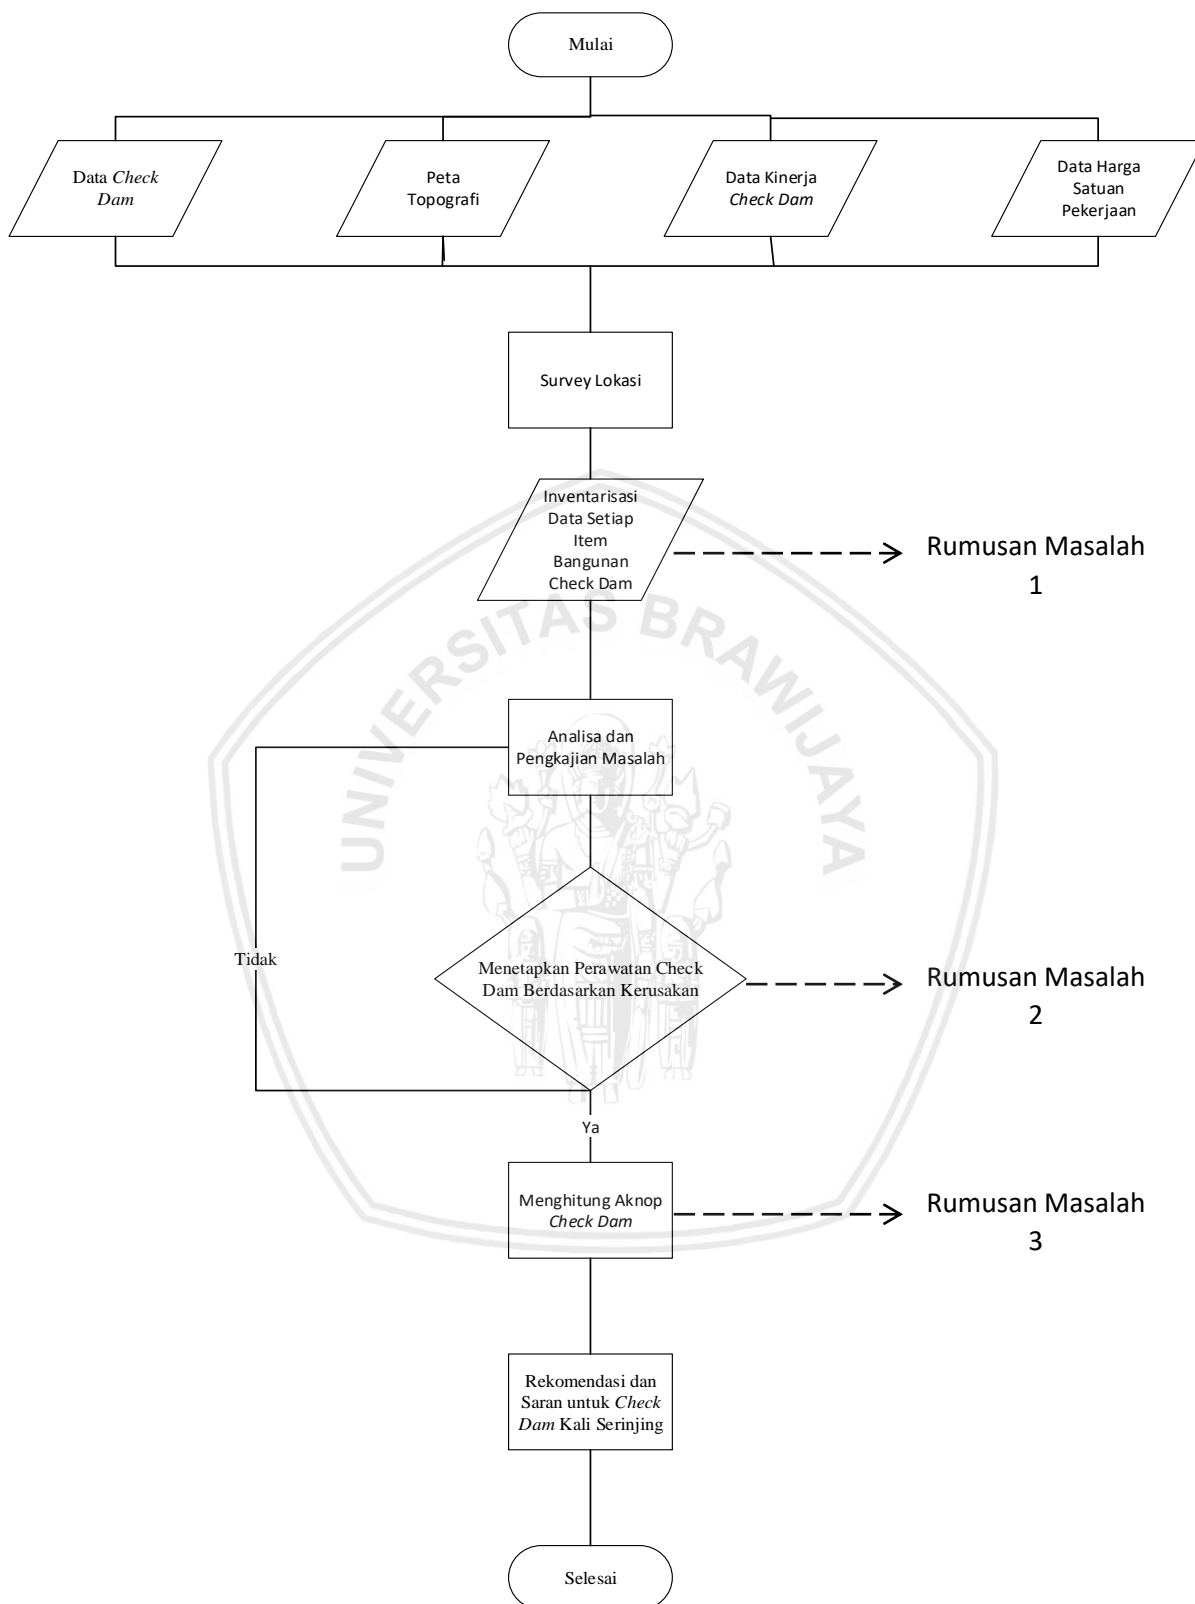 Mulai
Data Check
Dam
Peta
Topografi
Data Kinerja
Check Dam
Data Harga
Satuan
Pekerjaan
Survey Lokasi
Inventarisasi
Data Setiap
Item
Bangunan
Check Dam
Rumusan Masalah
1
UNIVERSITAS BRAWIJAYA
Analisa dan
Pengkajian Masalah
Tidak
Menetapkan Perawatan Check
Dam Berdasarkan Kerusakan
Rumusan Masalah
2
Ya
Menghitung Aknop
Check Dam
Rumusan Masalah
3
Rekomendasi dan
Saran untuk Check
Dam Kali Serinjing
Selesai